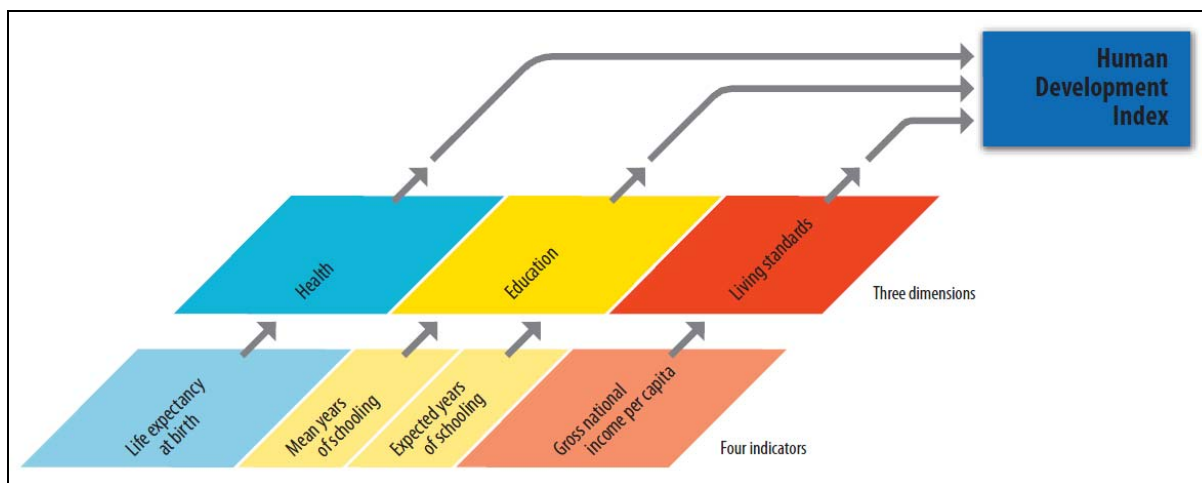 Human
Development
Index
Health
Education
Living standards
Three dimensions
Life expectancy
at birth
Mean years
of schooling
Expected years
of schooling
Gross national
income per capita
Four indicators